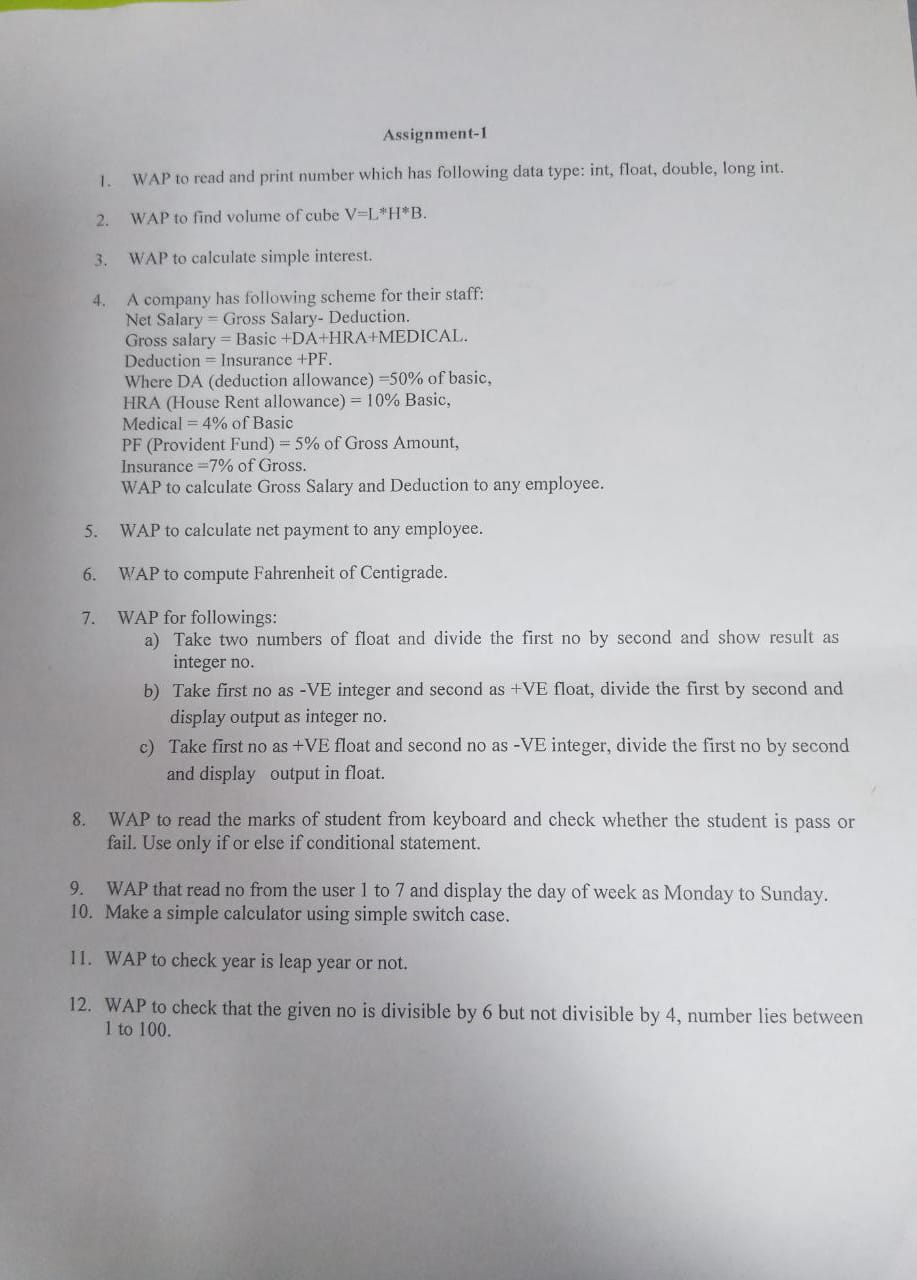 Assignment-1
1. WAP to read and print number which has following data type: int, float, double, long int.
2. WAP to find volume of cube V=L*H*B.
3. WAP to calculate simple interest.
4. A company has following scheme for their staff:
Net Salary = Gross Salary- Deduction.
Gross salary = Basic +DA+HRA+MEDICAL.
Deduction = Insurance +PF.
Where DA (deduction allowance) =50% of basic,
HRA (House Rent allowance) = 10% Basic,
Medical = 4% of Basic
PF (Provident Fund) = 5% of Gross Amount,
Insurance =7% of Gross.
WAP to calculate Gross Salary and Deduction to any employee.
5. WAP to calculate net payment to any employee.
6. WAP to compute Fahrenheit of Centigrade.
7. WAP for followings:
a) Take two numbers of float and divide the first no by second and show result as
integer no.
b) Take first no as -VE integer and second as +VE float, divide the first by second and
display output as integer no.
c) Take first no as +VE float and second no as -VE integer, divide the first no by second
and display output in float.
8. WAP to read the marks of student from keyboard and check whether the student is pass or
fail. Use only if or else if conditional statement.
9. WAP that read no from the user 1 to 7 and display the day of week as Monday to Sunday.
10. Make a simple calculator using simple switch case.
11. WAP to check year is leap year or not.
12. WAP to check that the given no is divisible by 6 but not divisible by 4, number lies between
1 to 100.